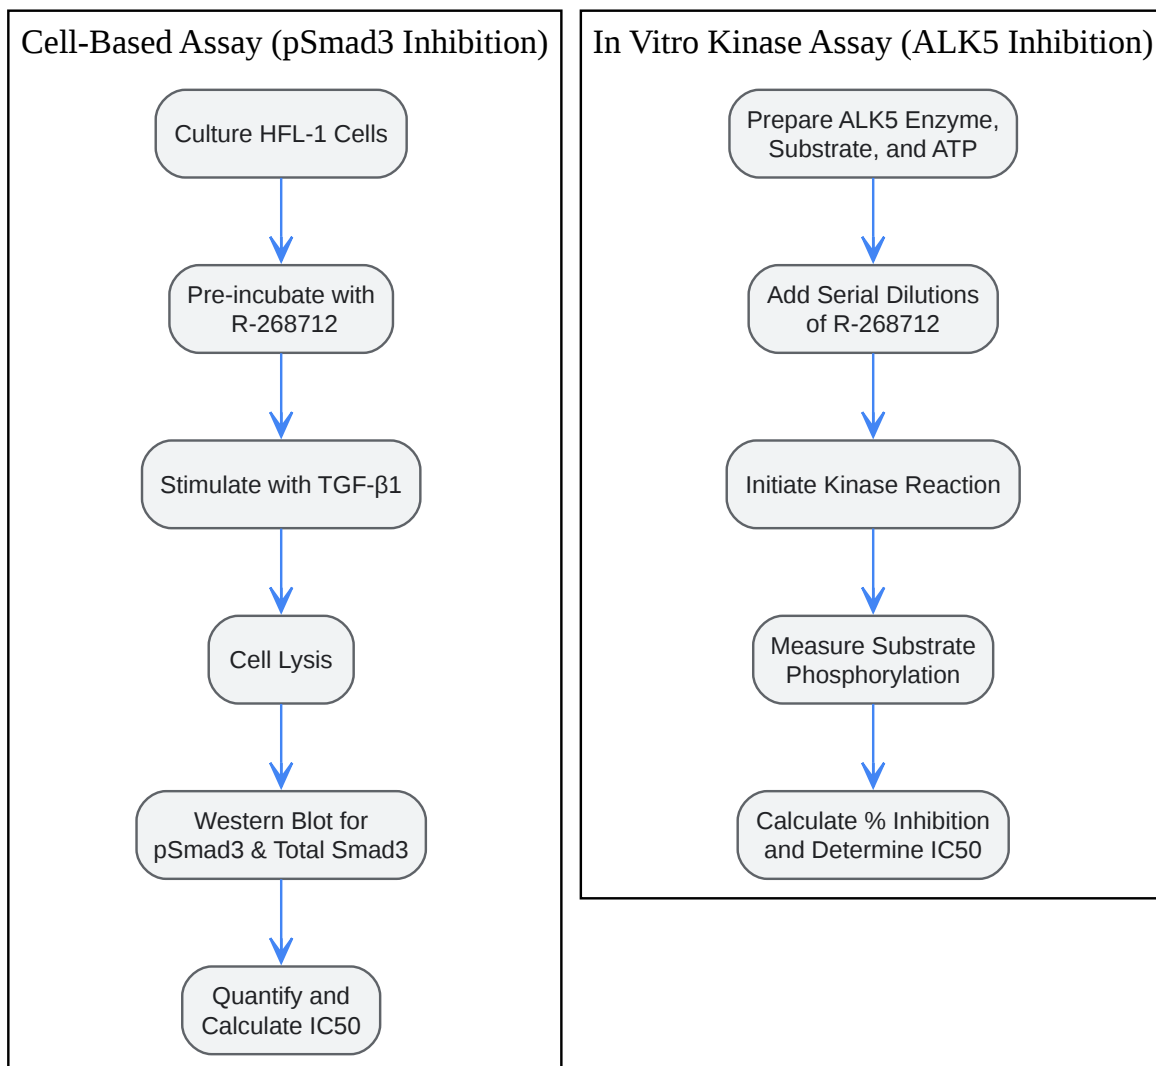 Cell-Based Assay (pSmad3 Inhibition)
Culture HFL-1 Cells
Pre-incubate with
R-268712
Stimulate with TGF-β1
Cell Lysis
Western Blot for
pSmad3 & Total Smad3
Quantify and
Calculate IC50
In Vitro Kinase Assay (ALK5 Inhibition)
Prepare ALK5 Enzyme,
Substrate, and ATP
Add Serial Dilutions
of R-268712
Initiate Kinase Reaction
Measure Substrate
Phosphorylation
Calculate % Inhibition
and Determine IC50